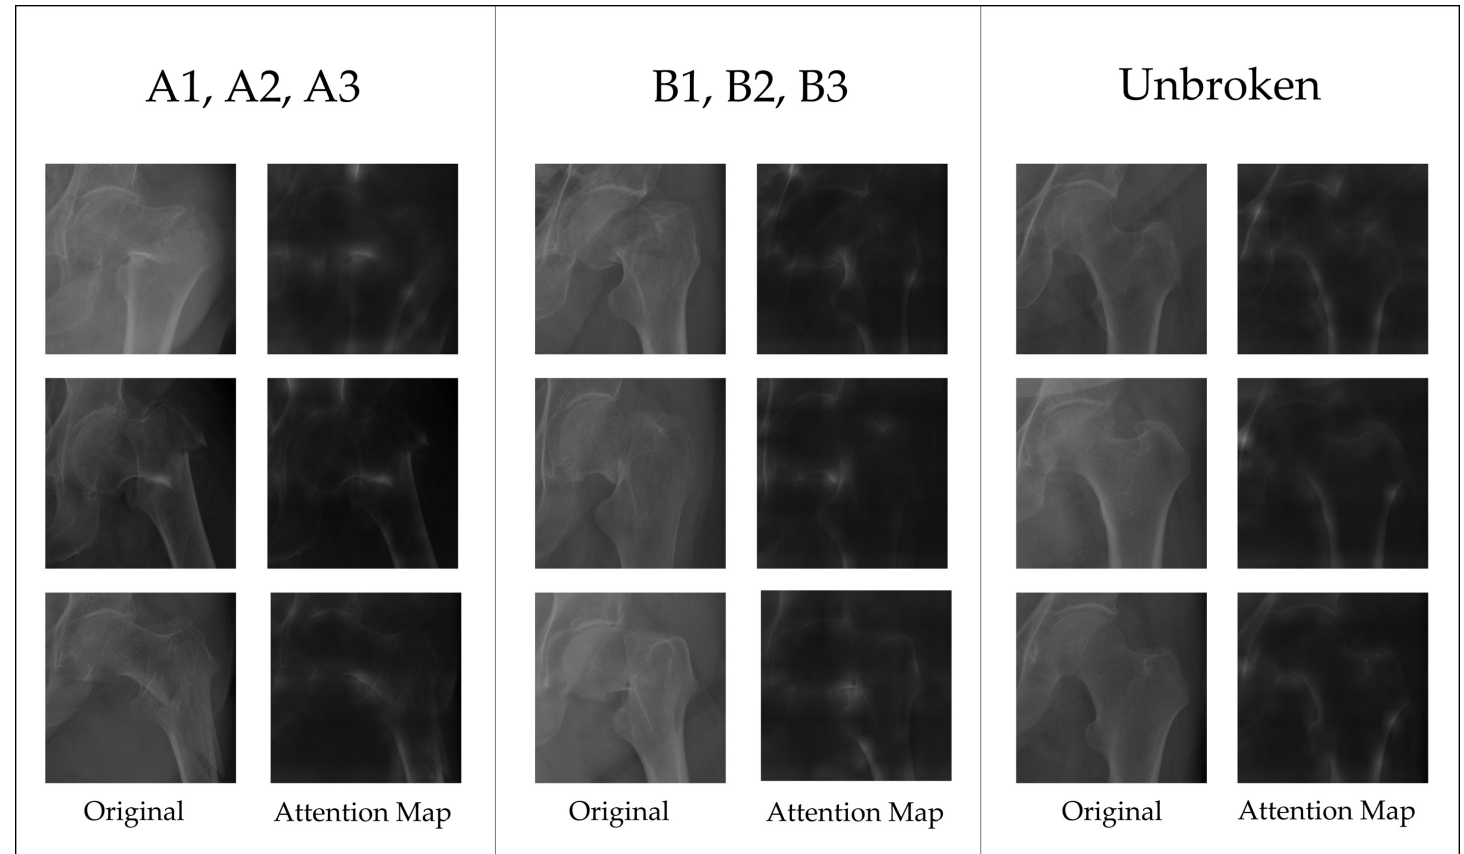 A1, A2, A3
B1, B2, B3
Unbroken
Original
Attention Map
Original
Attention Map
Original
Attention Map